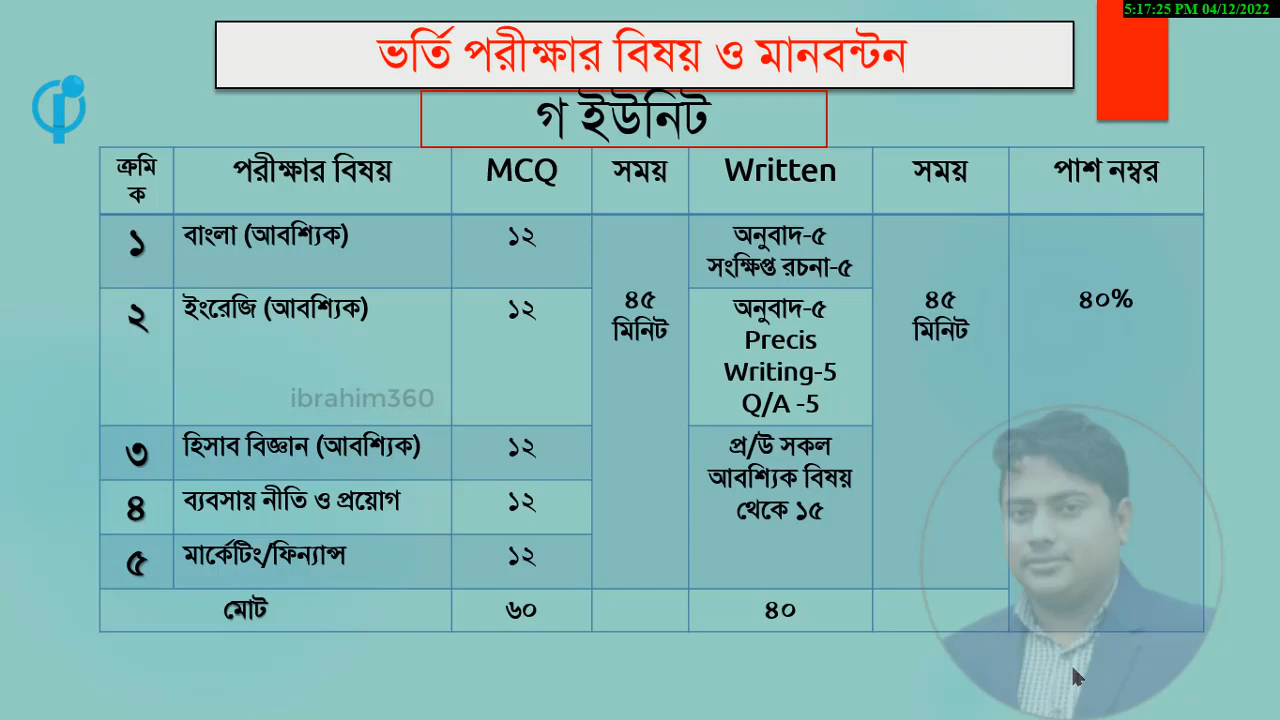 5:17:25 PM 04/12/2022
ভর্তি পরীক্ষার বিষয় ও মানবন্টন
গ ইউনিট
ক্রমিক পরীক্ষার বিষয় MCQ সময় Written সময় পাশ নম্বর
১ বাংলা (আবশ্যিক) ১২ ৪৫ মিনিট অনুবাদ-৫ ৪৫ মিনিট ৪০%
সংক্ষিপ্ত রচনা-৫
২ ইংরেজি (আবশ্যিক) ১২ অনুবাদ-৫
Precis
Writing-5
Q/A -5
ibrahim360
৩ হিসাব বিজ্ঞান (আবশ্যিক) ১২ প্র/উ সকল
আবশ্যিক বিষয়
থেকে ১৫
৪ ব্যবসায় নীতি ও প্রয়োগ ১২
৫ মার্কেটিং/ফিন্যান্স ১২
মোট ৬০ ৪০